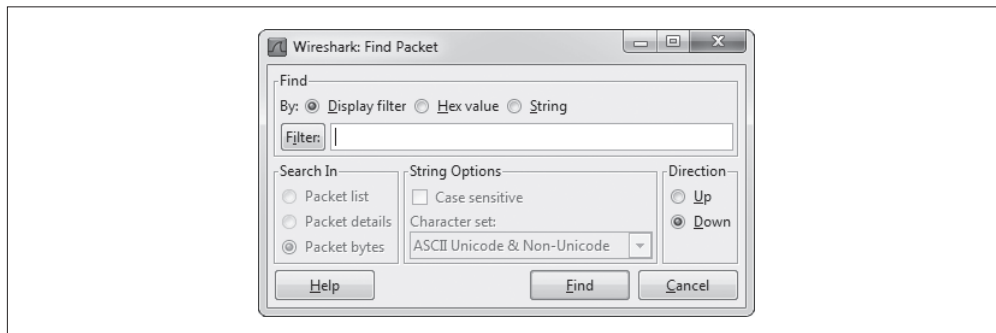 Wireshark: Find Packet
Find
By: Display filter Hex value String
Filter:
Search In
Packet list
Packet details
Packet bytes
String Options
Case sensitive
Character set:
ASCII Unicode & Non-Unicode
Direction
Up
Down
Help Find Cancel